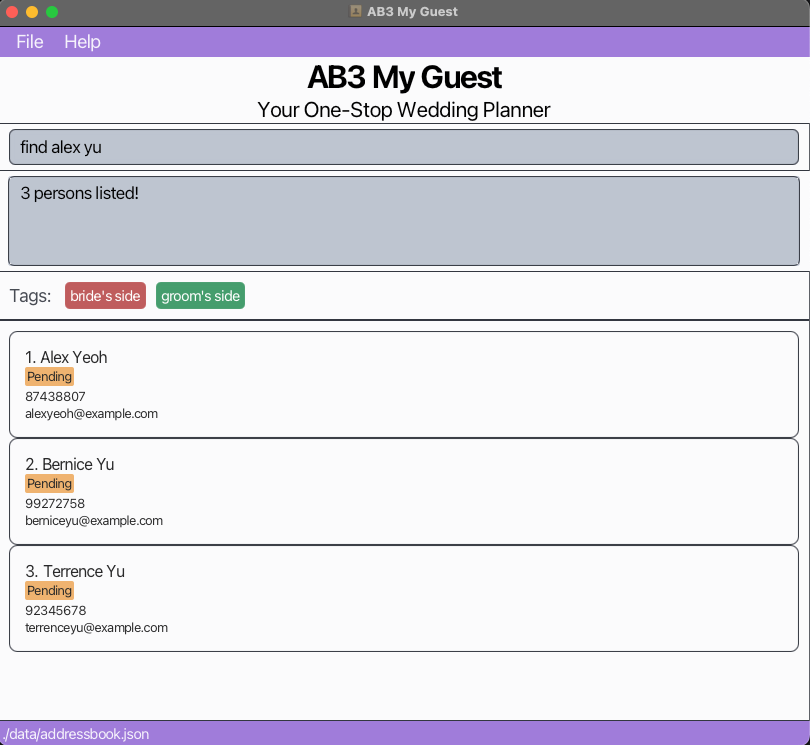 AB3 My Guest
File Help
AB3 My Guest
Your One-Stop Wedding Planner
find alex yu
3 persons listed!
Tags: bride's side groom's side
1. Alex Yeoh
Pending
87438807
alexyeoh@example.com
2. Bernice Yu
Pending
99272758
berniceyu@example.com
3. Terrence Yu
Pending
92345678
terrenceyu@example.com
./data/addressbook.json